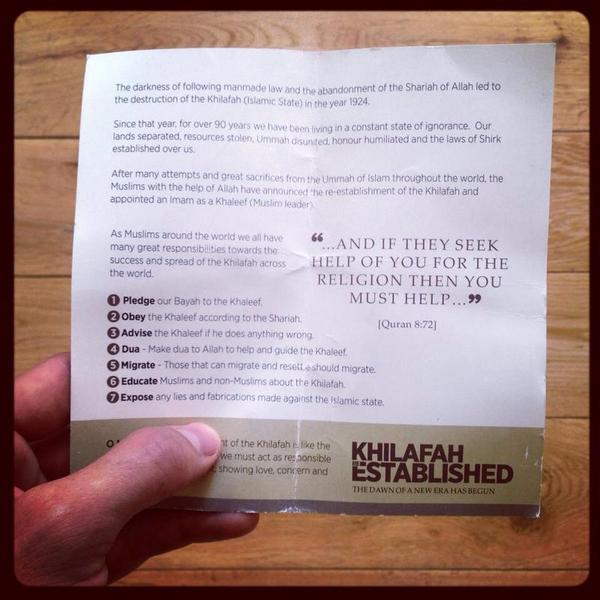 The darkness of following manmade law and the abandonment of the Shariah of Allah led to
the destruction of the Khilafah (Islamic State) in the year 1924.
Since that year, for over 90 years we have been living in a constant state of ignorance. Our
lands separated, resources stolen, Ummah disunited, honour humiliated and the laws of Shirk
established over us.
After many attempts and great sacrifices from the Ummah of Islam throughout the world, the
Muslims with the help of Allah have announced the re-establishment of the Khilafah and
appointed an Imam as a Khaleef (Muslim leader).
As Muslims around the world we all have
many great responsibilities towards the
success and spread of the Khilafah across
the world.
“...AND IF THEY SEEK
HELP OF YOU FOR THE
RELIGION THEN YOU
MUST HELP...”
[Quran 8:72]
1 Pledge our Bayah to the Khaleef.
2 Obey the Khaleef according to the Shariah.
3 Advise the Khaleef if he does anything wrong.
4 Dua - Make dua to Allah to help and guide the Khaleef.
5 Migrate - Those that can migrate and resettle should migrate.
6 Educate Muslims and non-Muslims about the Khilafah.
7 Expose any lies and fabrications made against the Islamic state.
of the Khilafah is like the
we must act as responsible
showing love, concern and
KHILAFAH
ESTABLISHED
THE DAWN OF A NEW ERA HAS BEGUN